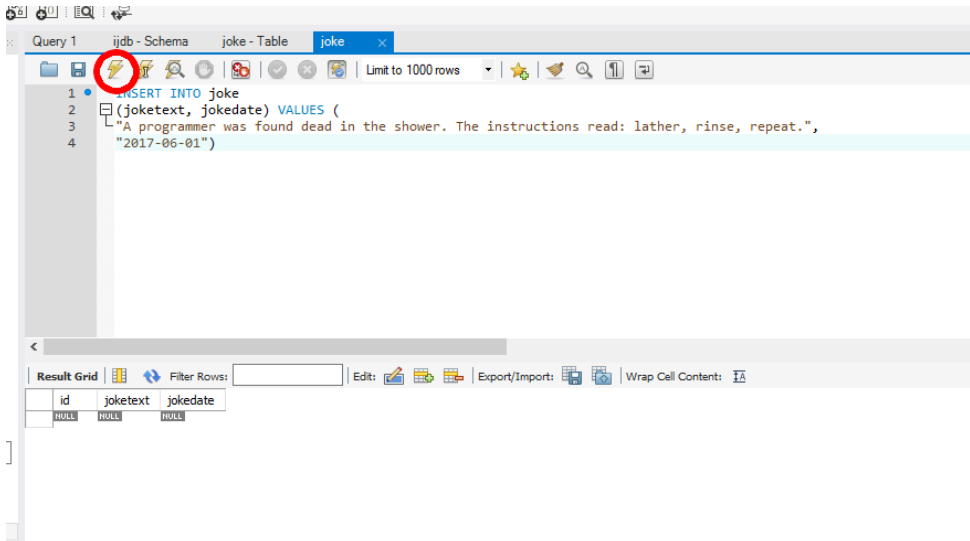 Query 1 ijdb - Schema joke - Table joke
Limit to 1000 rows
1 INSERT INTO joke
2 (joketext, jokedate) VALUES (
3 "A programmer was found dead in the shower. The instructions read: lather, rinse, repeat.",
4 "2017-06-01")
Result Grid Filter Rows: Edit: Export/Import: Wrap Cell Content: IA
id joketext jokedate
NULL NULL NULL